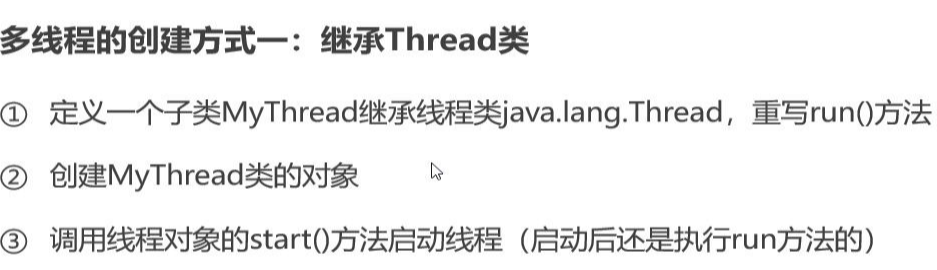 多线程的创建方式一：继承Thread类
① 定义一个子类MyThread继承线程类java.lang.Thread，重写run()方法
② 创建MyThread类的对象
③ 调用线程对象的start()方法启动线程（启动后还是执行run方法的）